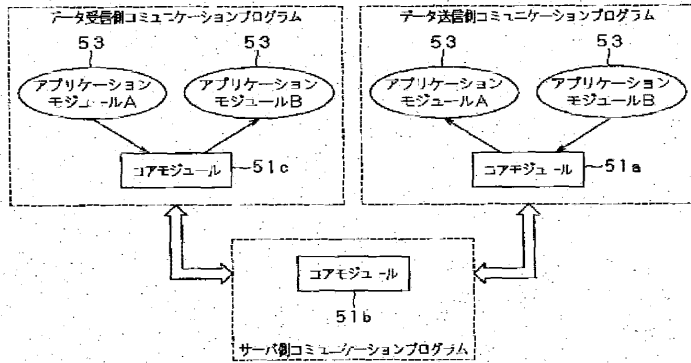 データ受信側コミュニケーションプログラム
53
53
アプリケーション
モジュールA
アプリケーション
モジュールB
コアモジュール
51c
データ送信側コミュニケーションプログラム
53
53
アプリケーション
モジュールA
アプリケーション
モジュールB
コアモジュール
51a
コアモジュール
51b
サーバ側コミュニケーションプログラム